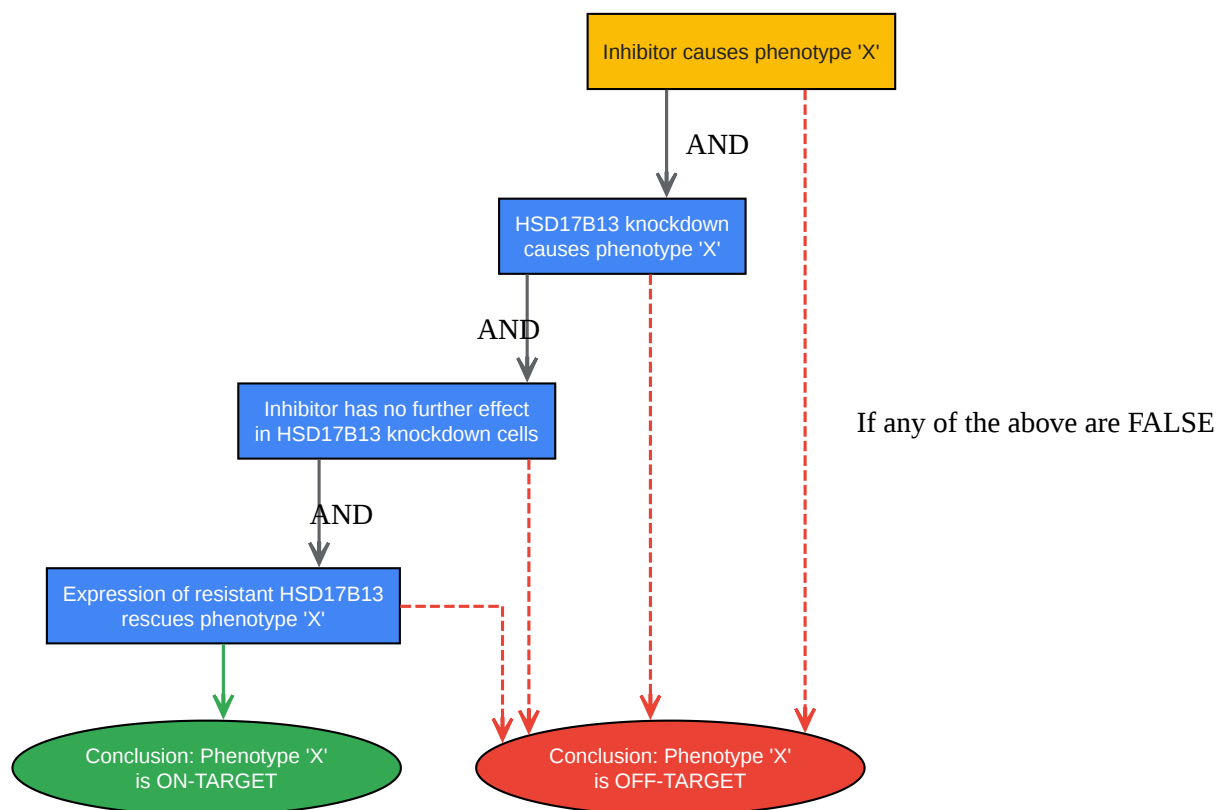 Inhibitor causes phenotype 'X'
AND
HSD17B13 knockdown
causes phenotype 'X'
AND
Inhibitor has no further effect
in HSD17B13 knockdown cells
If any of the above are FALSE
AND
Expression of resistant HSD17B13
rescues phenotype 'X'
Conclusion: Phenotype 'X'
is ON-TARGET
Conclusion: Phenotype 'X'
is OFF-TARGET